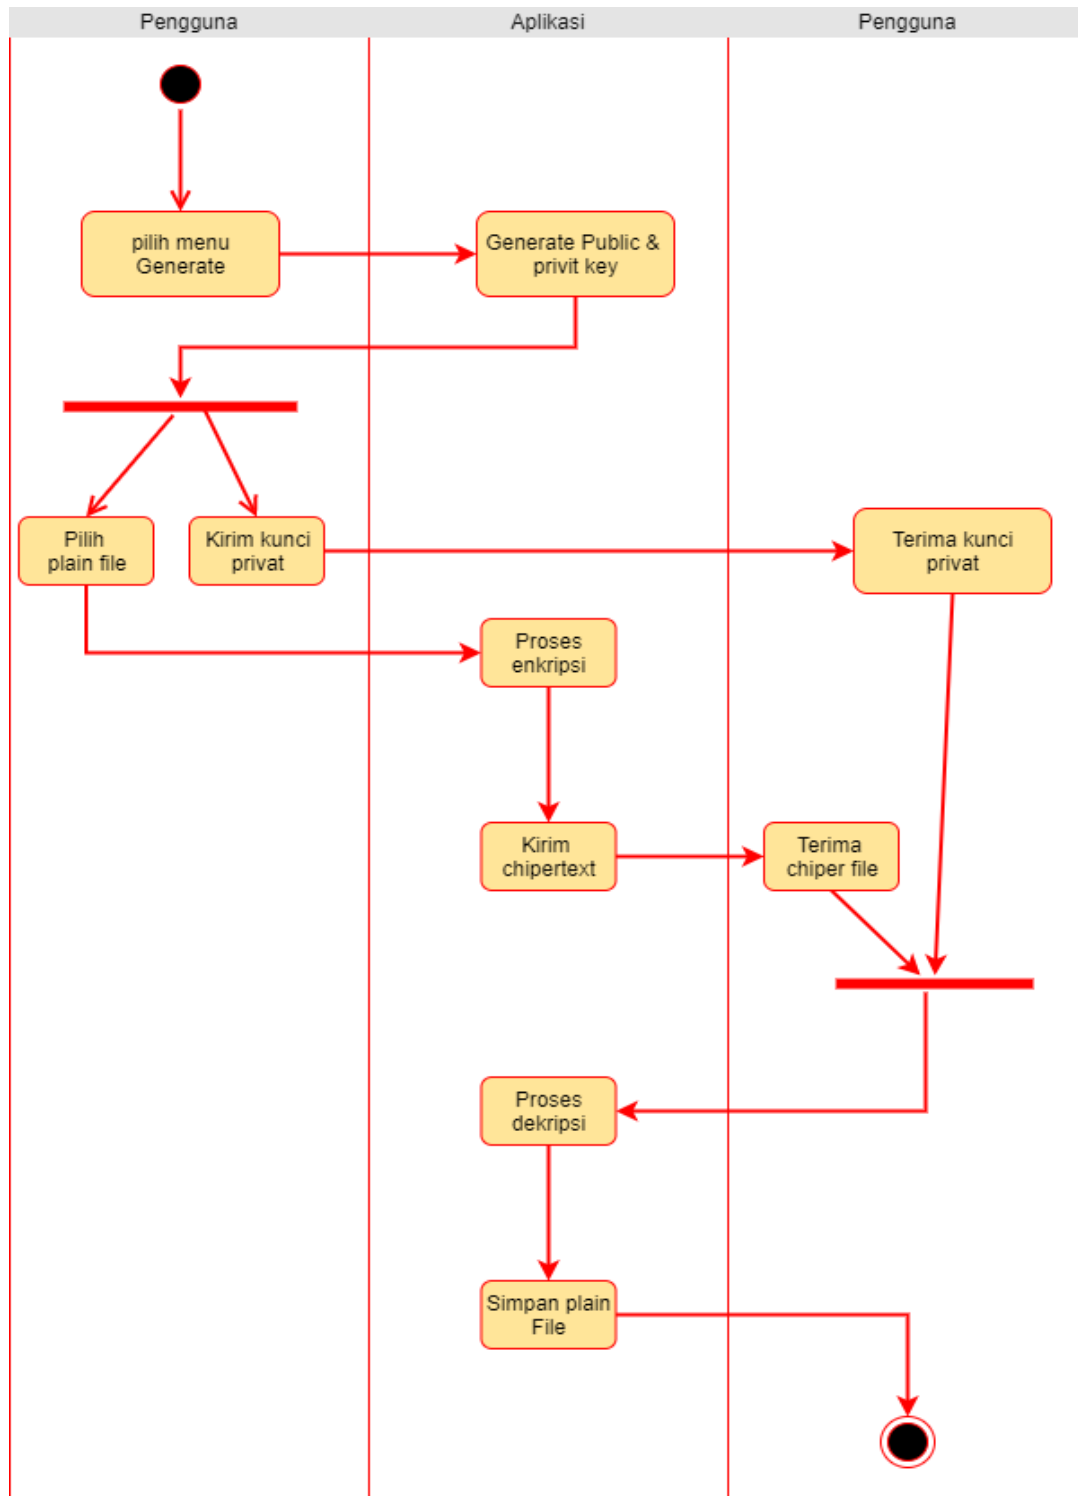 Pengguna
Aplikasi
Pengguna
pilih menu
Generate
Generate Public &
privit key
Pilih
plain file
Kirim kunci
privat
Terima kunci
privat
Proses
enkripsi
Kirim
chipertext
Terima
chiper file
Proses
dekripsi
Simpan plain
File